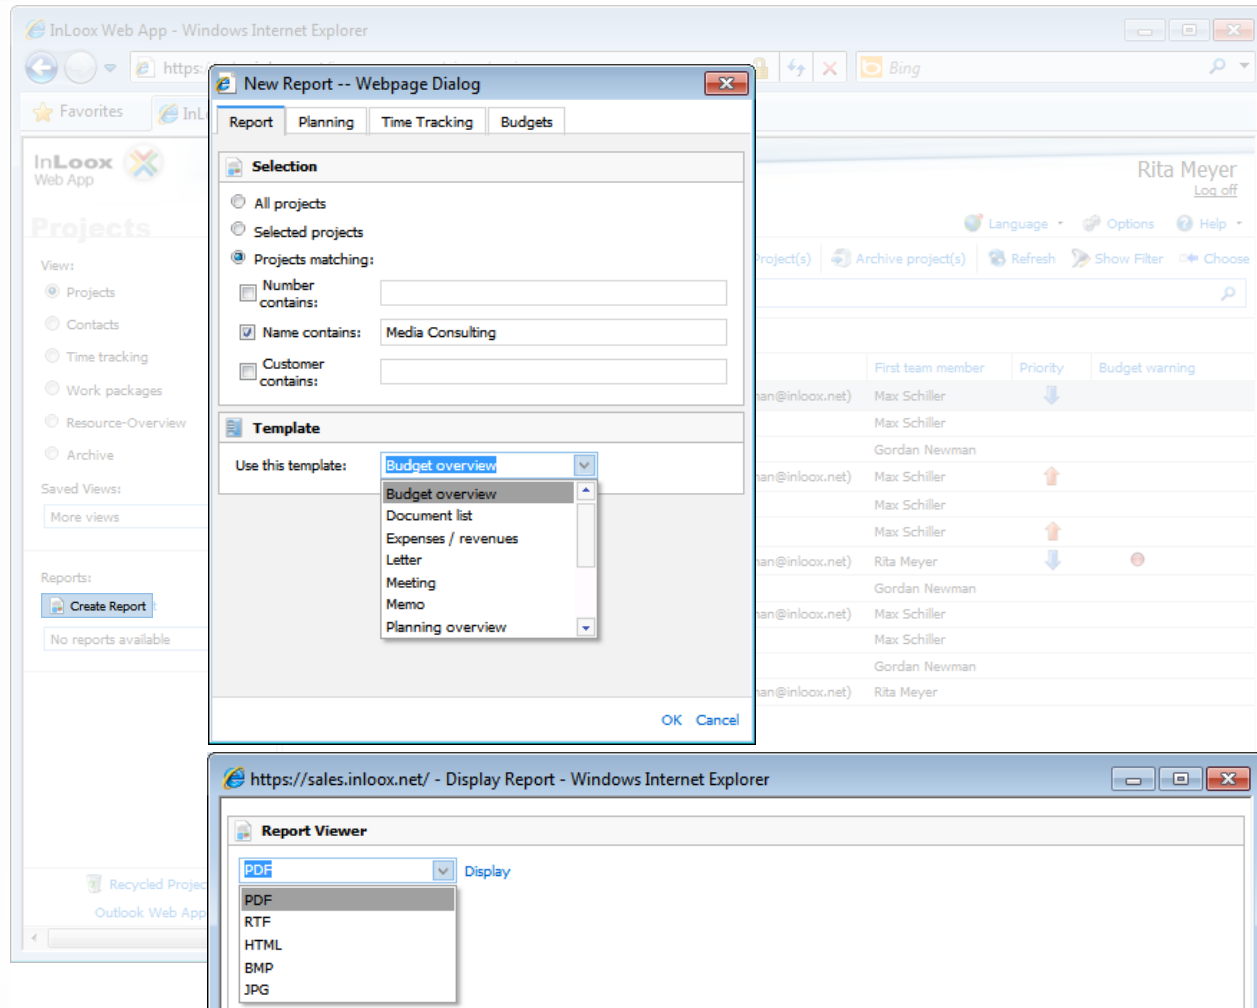 InLoox Web App - Windows Internet Explorer
https:/
Bing
New Report -- Webpage Dialog
Favorites
InL
Report Planning Time Tracking Budgets
InLoox
Web App
Rita Meyer
Log off
Selection
All projects
Selected projects
Projects matching:
Number
contains:
Name contains: Media Consulting
Customer
contains:
Template
Use this template: Budget overview
Budget overview
Document list
Expenses / revenues
Letter
Meeting
Memo
Planning overview
OK Cancel
Projects
View:
Projects
Contacts
Time tracking
Work packages
Resource-Overview
Archive
Saved Views:
More views
Reports:
Create Report
No reports available
Recycled Projec
Outlook Web App
Language Options Help
Project(s) Archive project(s) Refresh Show Filter Choose
First team member Priority Budget warning
man@inloox.net) Max Schiller
Max Schiller
Gordan Newman
man@inloox.net) Max Schiller
Max Schiller
Max Schiller
man@inloox.net) Rita Meyer
Gordan Newman
man@inloox.net) Max Schiller
Max Schiller
Gordan Newman
man@inloox.net) Rita Meyer
https://sales.inloox.net/ - Display Report - Windows Internet Explorer
Report Viewer
PDF Display
PDF
RTF
HTML
BMP
JPG